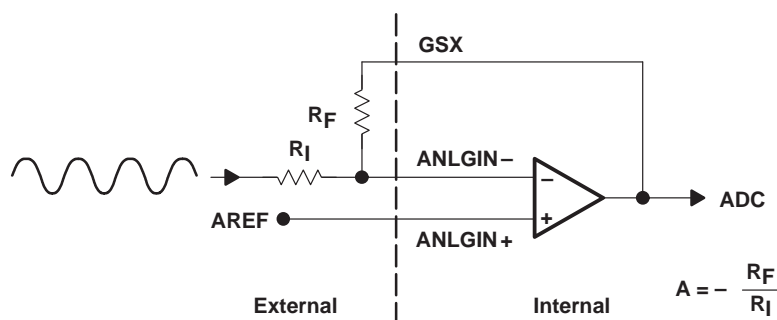 GSX
RF
RI
ANLGIN−
−
ADC
AREF
+
ANLGIN+
A = − RF
RI
External
Internal